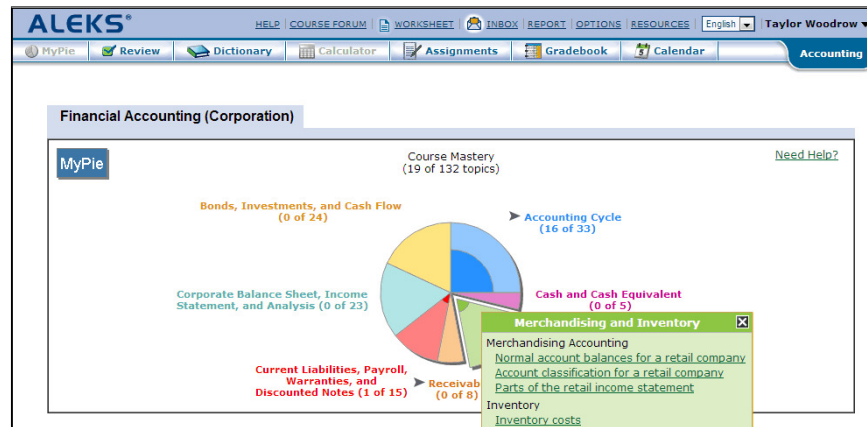 ALEKS®
HELP | COURSE FORUM | WORKSHEET | INBOX | REPORT | OPTIONS | RESOURCES | English Taylor Woodrow
MyPie Review Dictionary Calculator Assignments Gradebook Calendar Accounting
Financial Accounting (Corporation)
MyPie
Course Mastery
(19 of 132 topics)
Need Help?
Bonds, Investments, and Cash Flow
(0 of 24)
Accounting Cycle
(16 of 33)
Corporate Balance Sheet, Income
Statement, and Analysis (0 of 23)
Cash and Cash Equivalent
(0 of 5)
Current Liabilities, Payroll,
Warranties, and
Discounted Notes (1 of 15)
Receivab
(0 of 8)
Merchandising and Inventory
Merchandising Accounting
Normal account balances for a retail company
Account classification for a retail company
Parts of the retail income statement
Inventory
Inventory costs